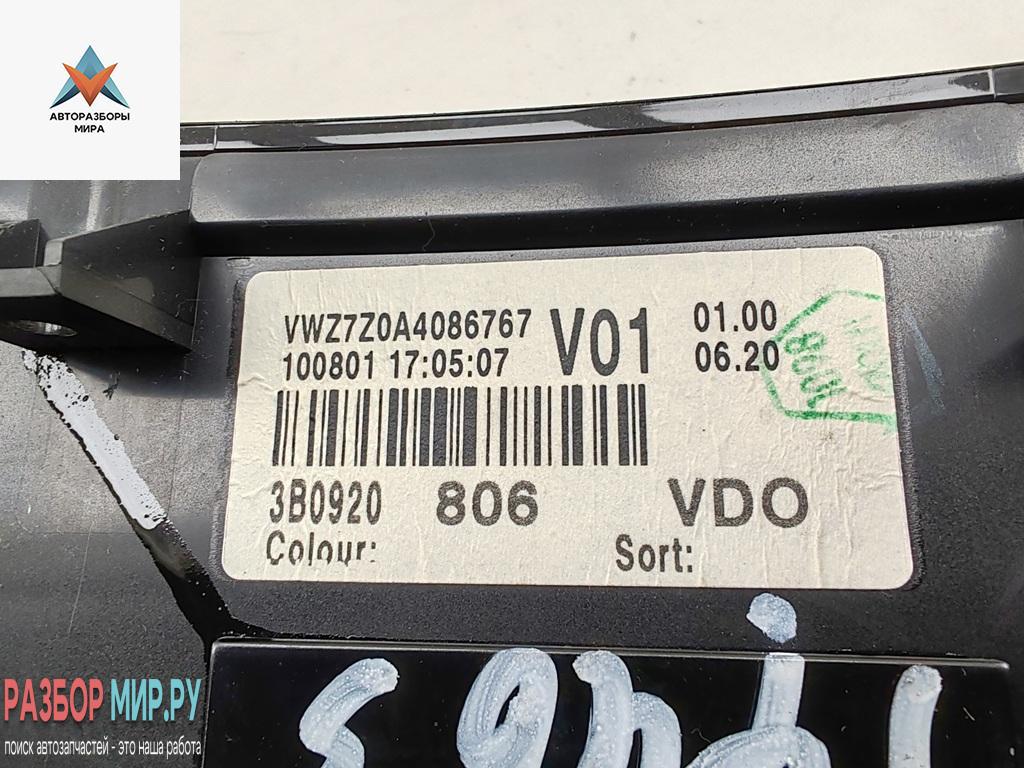 АВТОРАЗБОРЫ
МИРА
VWZ7Z0A4086767
100801 17:05:07
V01
01.00
06.20
3B0920 806 VDO
Colour: Sort:
РАЗБОР МИР.РУ
поиск автозапчастей - это наша работа